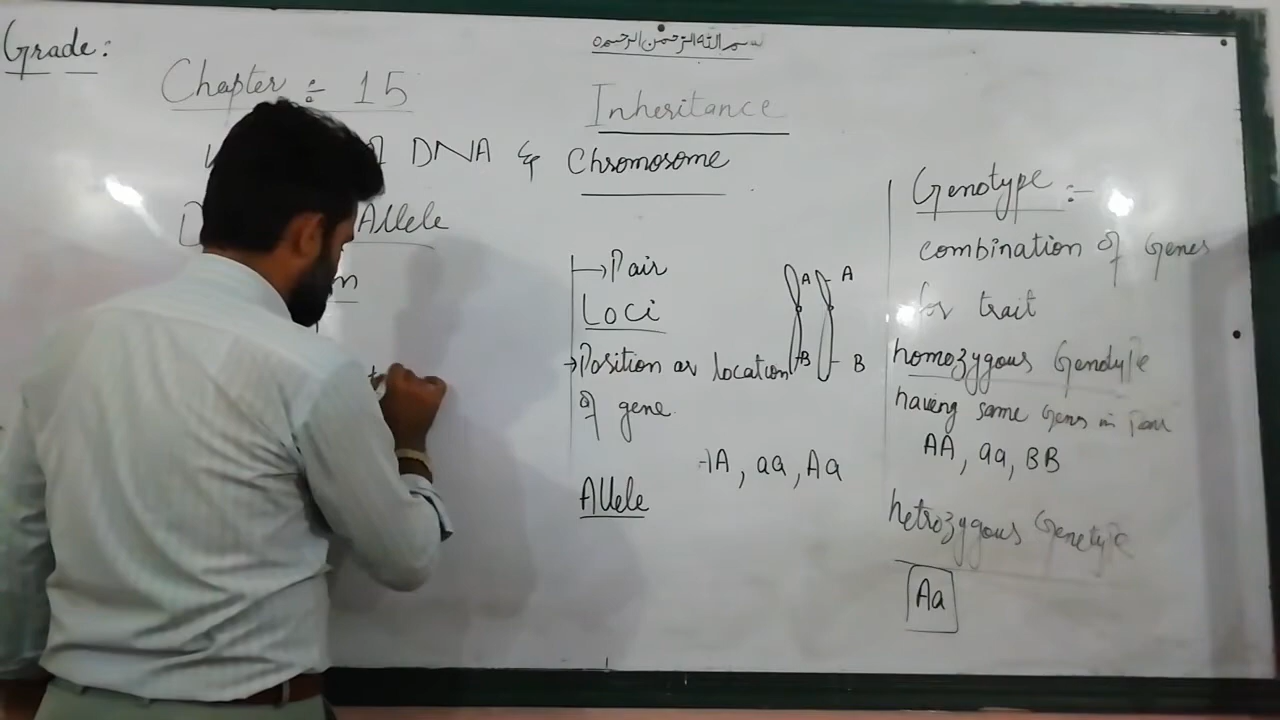 Grade:
بسم الله الرحمن الرحيم
Chapter :- 15
Inheritance
DNA & Chromosome
Allele
→Pair
Loci
→Position or location
of gene
Allele
A A
B B
AA, aa, Aa
Genotype :-
combination of Genes
for trait
homozygous Genotype
having same Gens in Pair
AA, aa, BB
hetrozygous Genetype
Aa